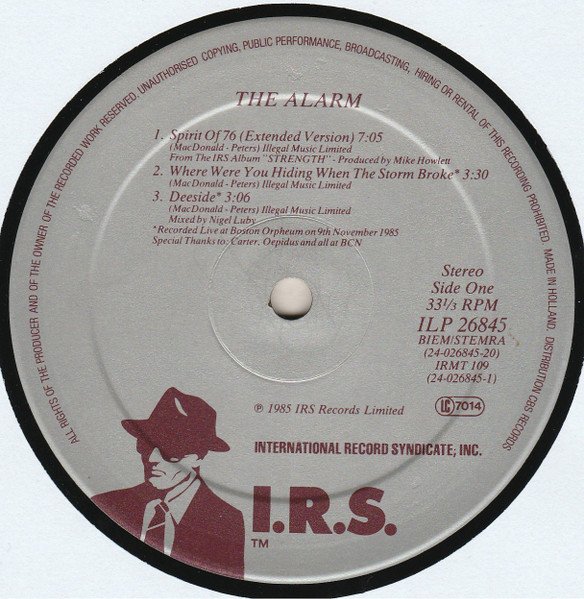 ALL RIGHTS OF THE PRODUCER AND OF THE OWNER OF THE RECORDED WORK RESERVED. UNAUTHORISED COPYING, PUBLIC PERFORMANCE, BROADCASTING, HIRING OR RENTAL OF THIS RECORDING PROHIBITED. MADE IN HOLLAND. DISTRIBUTION CBS RECORDS
THE ALARM
1. Spirit Of 76 (Extended Version) 7:05
(MacDonald - Peters) Illegal Music Limited
From The IRS Album "STRENGTH" - Produced by Mike Howlett
2. Where Were You Hiding When The Storm Broke* 3:30
(MacDonald - Peters) Illegal Music Limited
3. Deeside* 3:06
(MacDonald - Peters) Illegal Music Limited
Mixed by Nigel Luby
*Recorded Live at Boston Orpheum on 9th November 1985
Special Thanks to: Carter, Oepidus and all at BCN
Stereo
Side One
33⅓ RPM
ILP 26845
BIEM/STEMRA
(24-026845-20)
IRMT 109
(24-026845-1)
LC 7014
℗ 1985 IRS Records Limited
INTERNATIONAL RECORD SYNDICATE, INC.
I.R.S.
TM